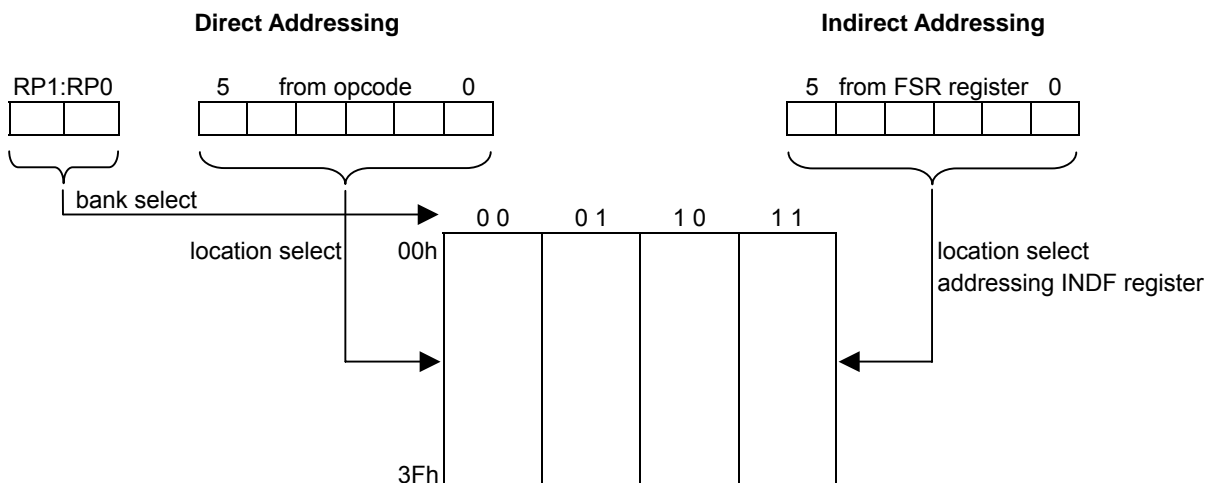 Direct Addressing
Indirect Addressing
RP1:RP0
5 from opcode 0
5 from FSR register 0
bank select
0 0
0 1
1 0
1 1
location select
00h
location select
addressing INDF register
3Fh